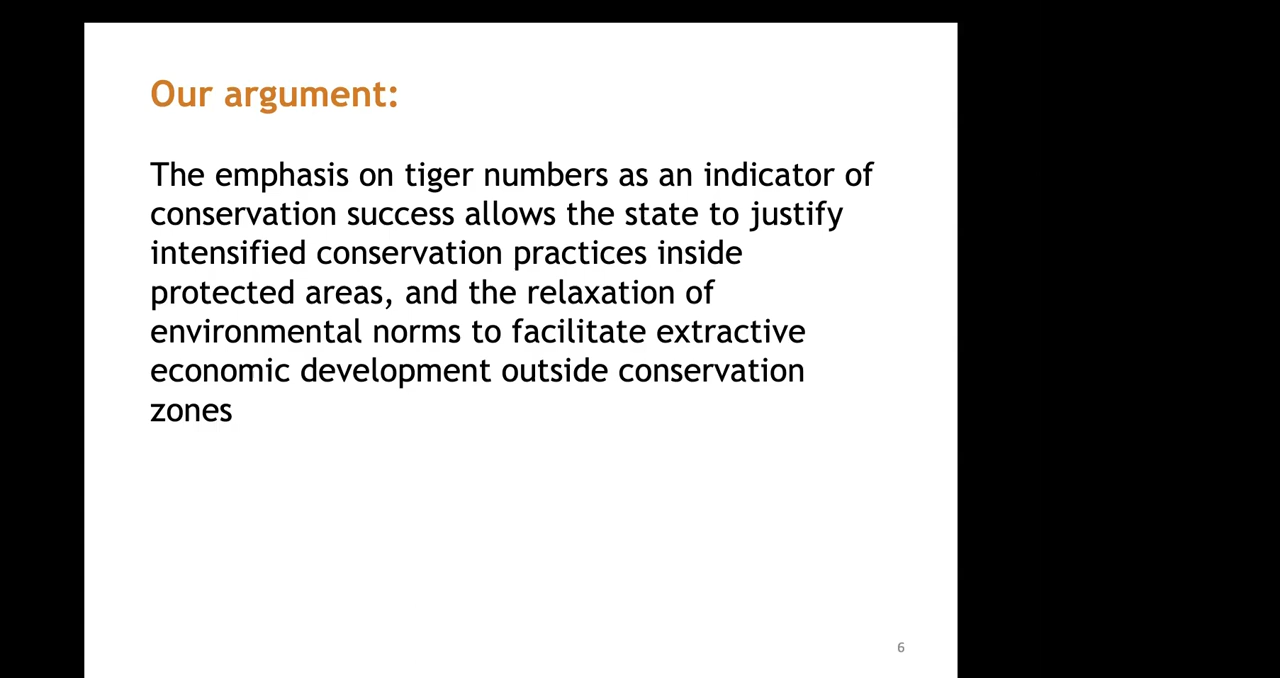 Our argument:
The emphasis on tiger numbers as an indicator of
conservation success allows the state to justify
intensified conservation practices inside
protected areas, and the relaxation of
environmental norms to facilitate extractive
economic development outside conservation
zones
6